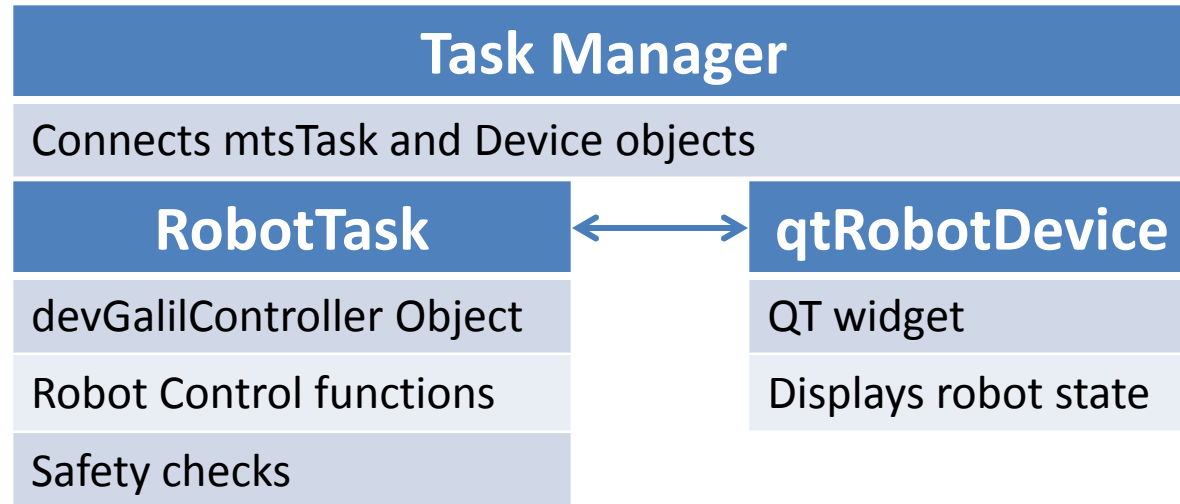 Task Manager
Connects mtsTask and Device objects
RobotTask
devGalilController Object
Robot Control functions
Safety checks
qtRobotDevice
QT widget
Displays robot state